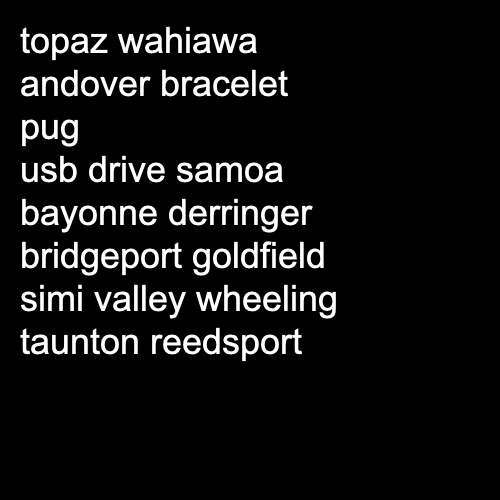 topaz wahiawa
andover bracelet
pug
usb drive samoa
bayonne derringer
bridgeport goldfield
simi valley wheeling
taunton reedsport